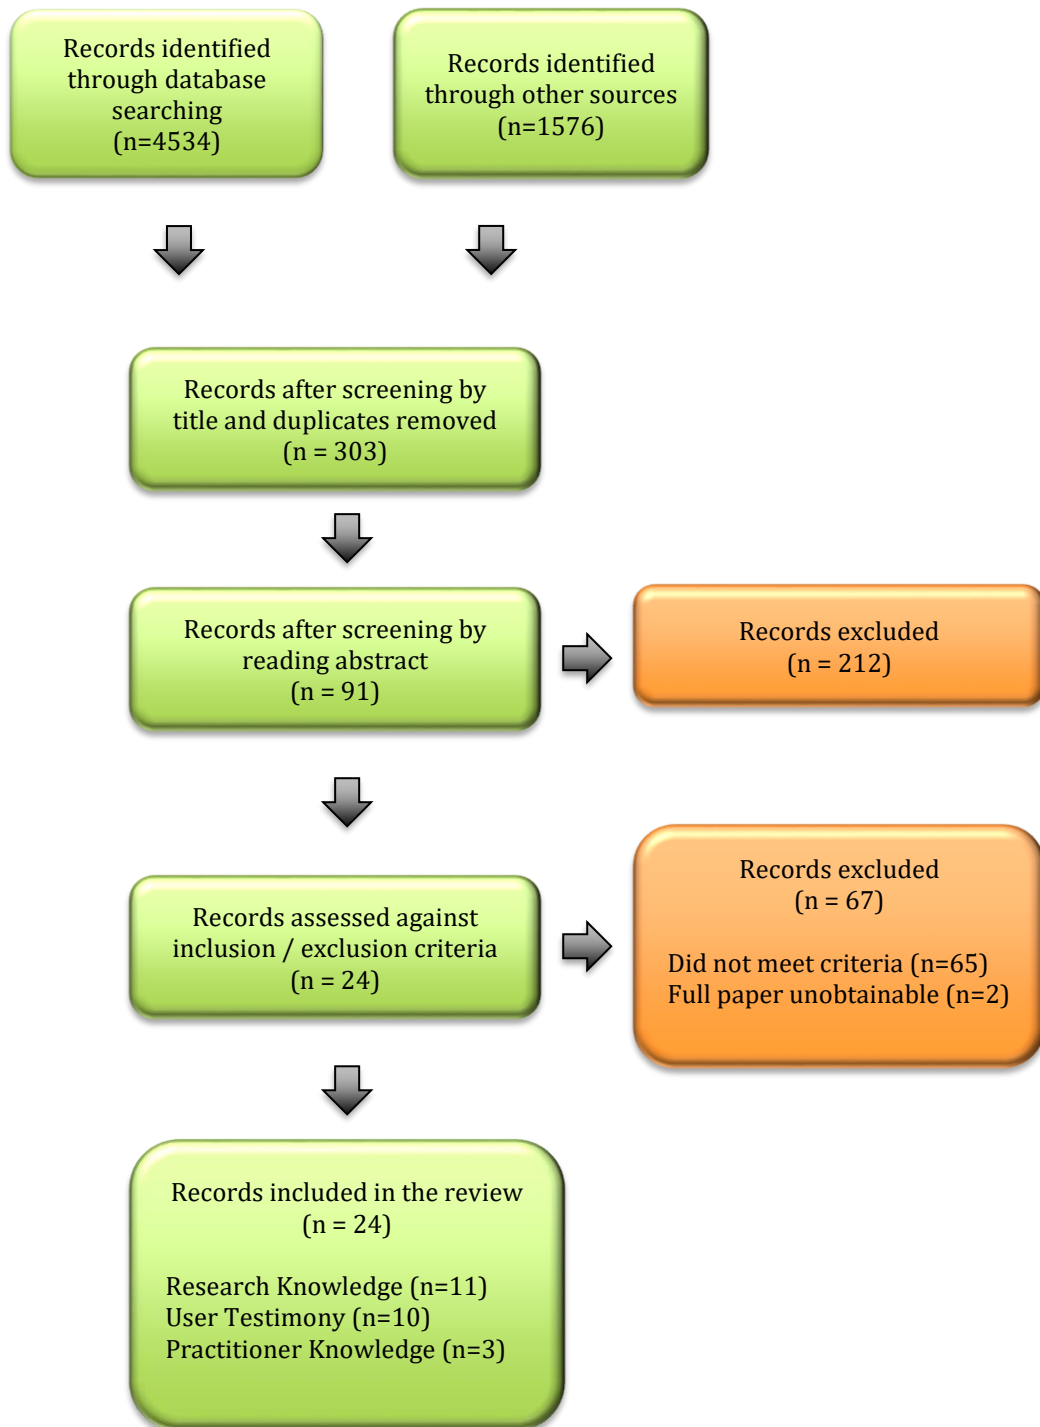 Records identified
through database
searching
(n=4534)
Records identified
through other sources
(n=1576)
Records after screening by
title and duplicates removed
(n = 303)
Records after screening by
reading abstract
(n = 91)
Records excluded
(n = 212)
Records assessed against
inclusion / exclusion criteria
(n = 24)
Records excluded
(n = 67)
Did not meet criteria (n=65)
Full paper unobtainable (n=2)
Records included in the review
(n = 24)
Research Knowledge (n=11)
User Testimony (n=10)
Practitioner Knowledge (n=3)